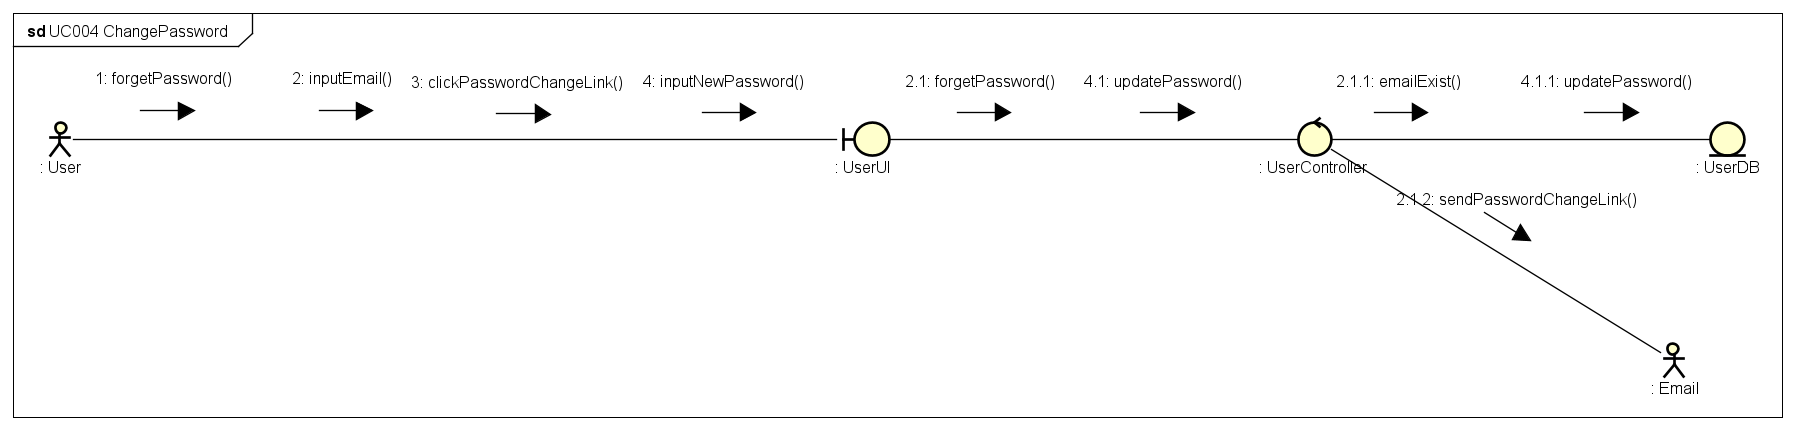 sd UC004 ChangePassword
1: forgetPassword()
2: inputEmail()
3: clickPasswordChangeLink()
4: inputNewPassword()
2.1: forgetPassword()
4.1: updatePassword()
2.1.1: emailExist()
4.1.1: updatePassword()
: User
: UserUI
: UserController
: UserDB
2.1.2: sendPasswordChangeLink()
: Email